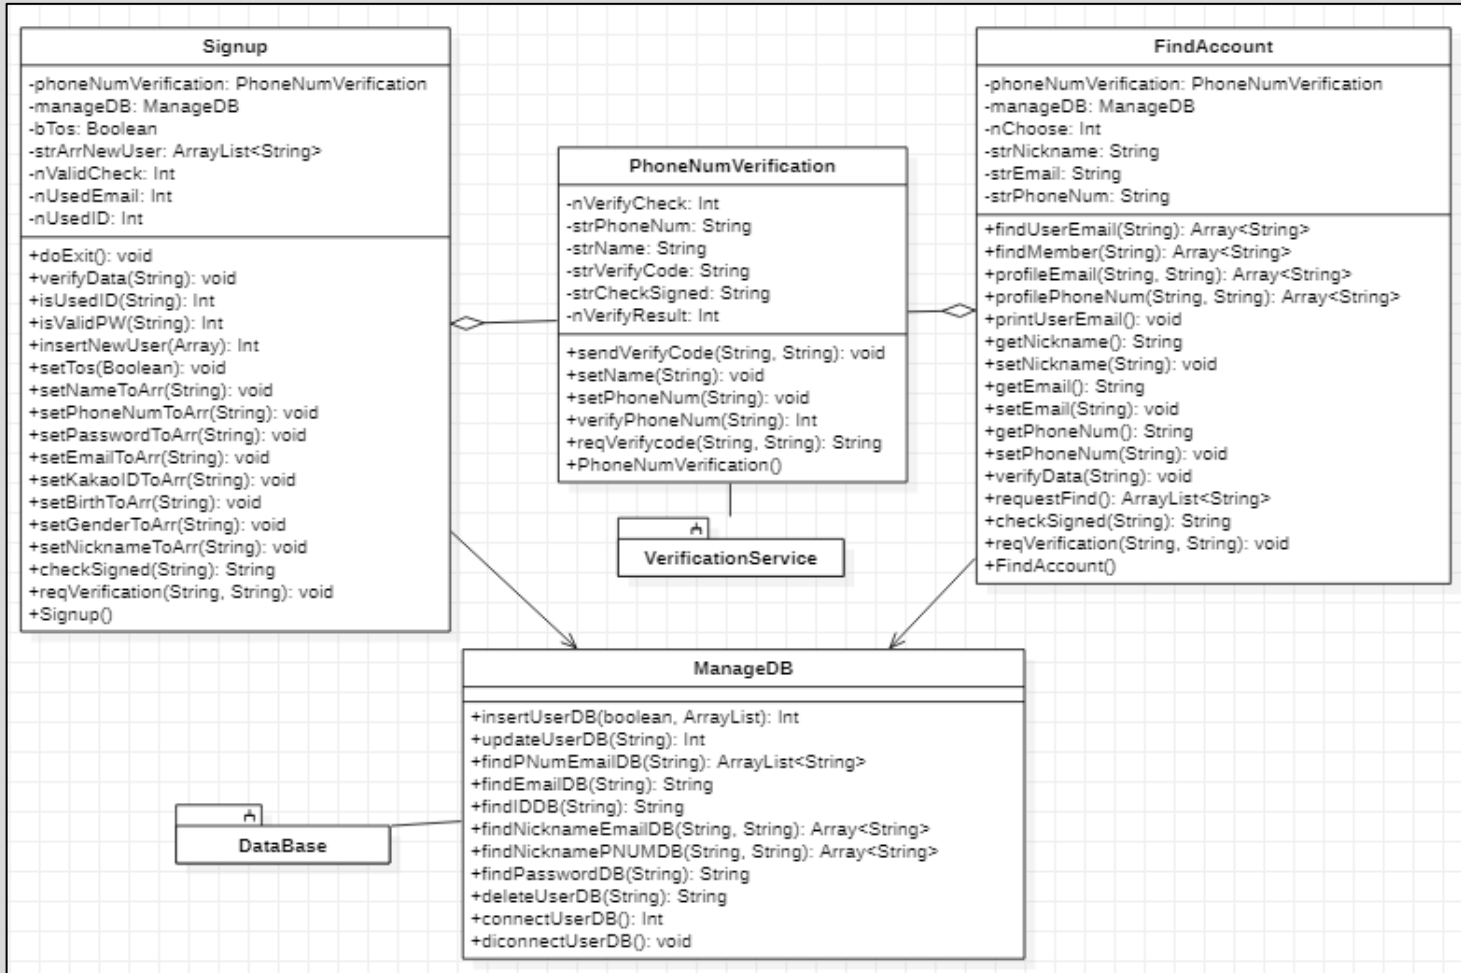 Signup
-phoneNumVerification: PhoneNumVerification
-manageDB: ManageDB
-bTos: Boolean
-strArrNewUser: ArrayList<String>
-nValidCheck: Int
-nUsedEmail: Int
-nUsedID: Int
+doExit(): void
+verifyData(String): void
+isUsedID(String): Int
+isValidPW(String): Int
+insertNewUser(Array): Int
+setTos(Boolean): void
+setNameToArr(String): void
+setPhoneNumToArr(String): void
+setPasswordToArr(String): void
+setEmailToArr(String): void
+setKakaoIDToArr(String): void
+setBirthToArr(String): void
+setGenderToArr(String): void
+setNicknameToArr(String): void
+checkSigned(String): String
+reqVerification(String, String): void
+Signup()
PhoneNumVerification
-nVerifyCheck: Int
-strPhoneNum: String
-strName: String
-strVerifyCode: String
-strCheckSigned: String
-nVerifyResult: Int
+sendVerifyCode(String, String): void
+setName(String): void
+setPhoneNum(String): void
+verifyPhoneNum(String): Int
+reqVerifycode(String, String): String
+PhoneNumVerification()
VerificationService
FindAccount
-phoneNumVerification: PhoneNumVerification
-manageDB: ManageDB
-nChoose: Int
-strNickname: String
-strEmail: String
-strPhoneNum: String
+findUserEmail(String): Array<String>
+findMember(String): Array<String>
+profileEmail(String, String): Array<String>
+profilePhoneNum(String, String): Array<String>
+printUserEmail(): void
+getNickname(): String
+setNickname(String): void
+getEmail(): String
+setEmail(String): void
+getPhoneNum(): String
+setPhoneNum(String): void
+verifyData(String): void
+requestFind(): ArrayList<String>
+checkSigned(String): String
+reqVerification(String, String): void
+FindAccount()
ManageDB
+insertUserDB(boolean, ArrayList): Int
+updateUserDB(String): Int
+findPNumEmailDB(String): ArrayList<String>
+findEmailDB(String): String
+findIDDB(String): String
+findNicknameEmailDB(String, String): Array<String>
+findNicknamePNUMDB(String, String): Array<String>
+findPasswordDB(String): String
+deleteUserDB(String): String
+connectUserDB(): Int
+diconnectUserDB(): void
DataBase